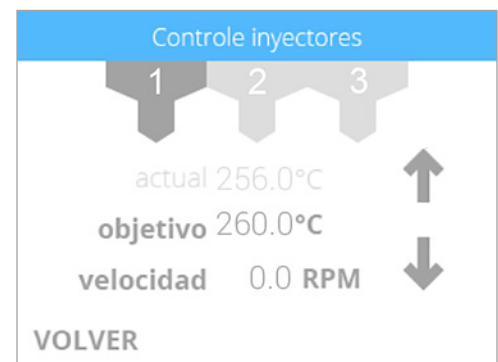 Controle inyectores
1 2 3
actual 256.0°C
objetivo 260.0°C
velocidad 0.0 RPM
VOLVER